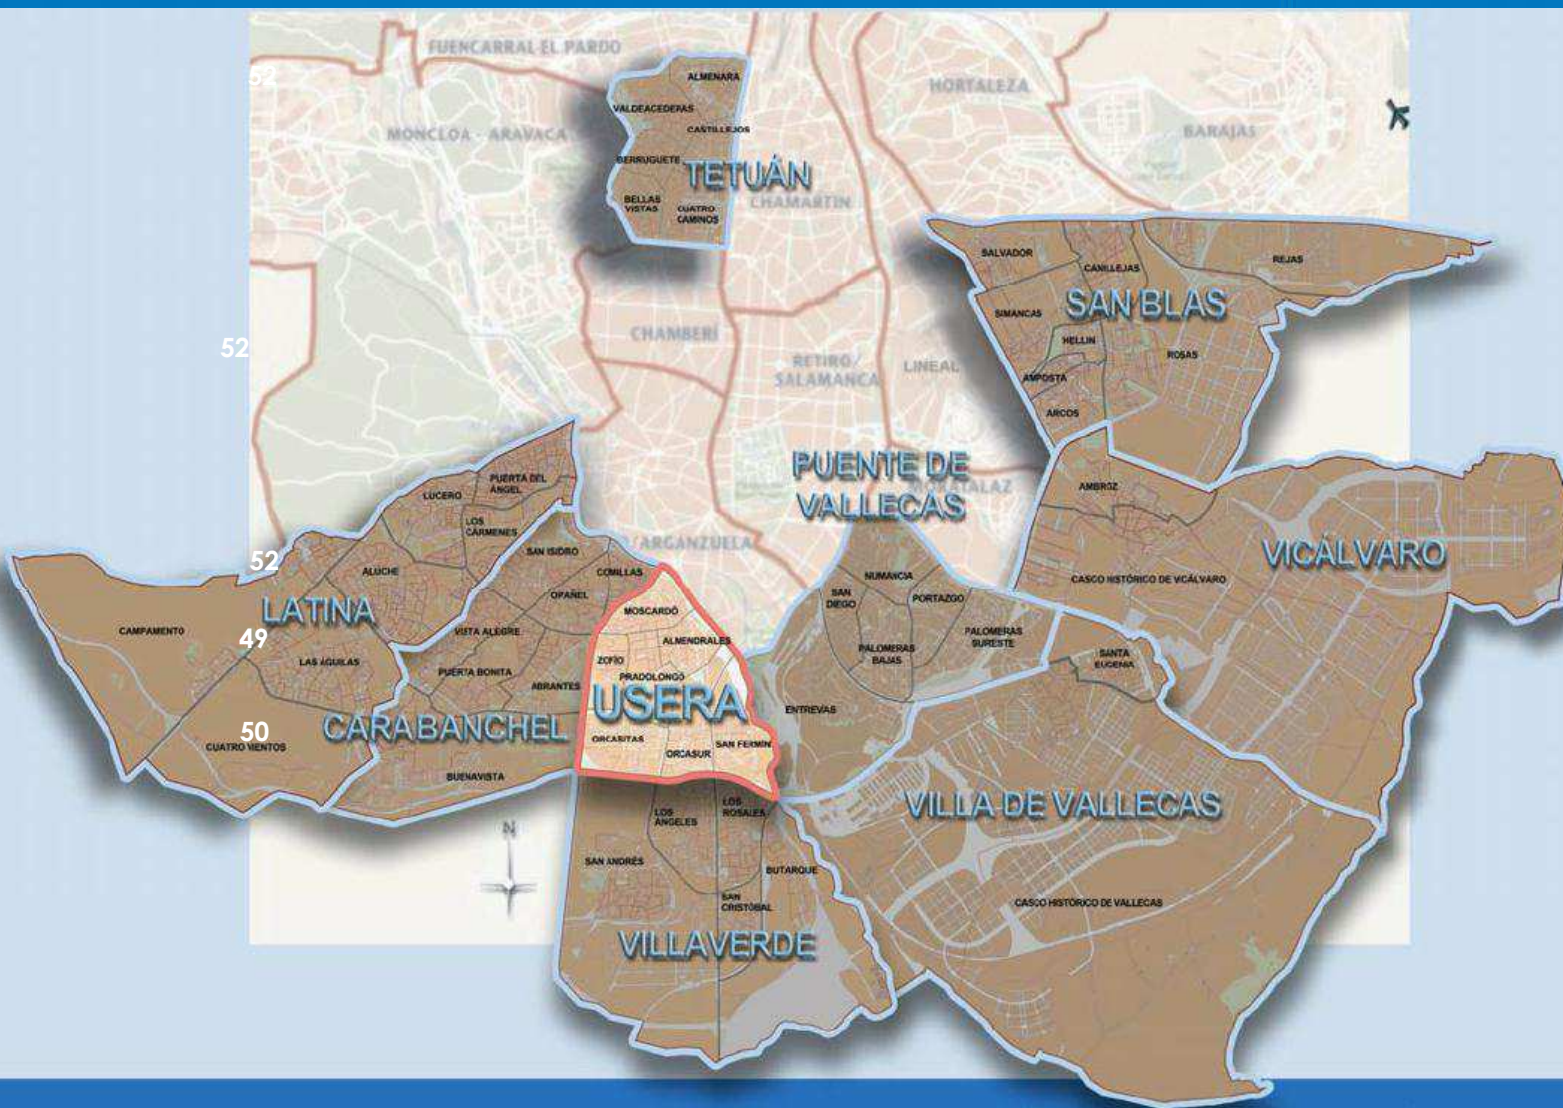 FUENCARRAL EL PARDO
52
ALMENARA
HORTALEZA
VALDEACEDERAS
MONCLOA - ARAVACA
CASTILLEJOS
BARAJAS
BERRUGUETE
TETUÁN
BELLAS
VISTAS
CUATRO
CAMINOS
CHAMARTIN
SALVADOR
CANILLEJAS
REJAS
SAN BLAS
SIMANCAS
CHAMBERÍ
HELLIN
52
ROSAS
RETIRO/
SALAMANCA
LINEAL
AMPOSTA
ARCOS
PUENTE DE
VALLECAS
PUERTA DEL
ÁNGEL
LUCERO
AMBROZ
LOS
CÁRMENES
ARGANZUELA
SAN ISIDRO
VICÁLVARO
52
ALUCHE
COMILLAS
NUMANCIA
CASCO HISTÓRICO DE VICÁLVARO
OPAÑEL
SAN
DIEGO
PORTAZGO
LATINA
MOSCARDÓ
CAMPAMENTO
VISTA ALEGRE
49
ALMENDRALES
PALOMERAS
SURESTE
PALOMERAS
BAJAS
SANTA
EUGENIA
LAS ÁGUILAS
ZOFÍO
PUERTA BONITA
PRADOLONGO
ABRANTES
USERA
ENTREVÍAS
CARABANCHEL
50
CUATRO VIENTOS
ORCASITAS
SAN FERMÍN
ORCASUR
BUENAVISTA
VILLA DE VALLECAS
LOS
ROSALES
LOS
ÁNGELES
N
SAN ANDRÉS
BUTARQUE
SAN
CRISTÓBAL
CASCO HISTÓRICO DE VALLECAS
VILLAVERDE